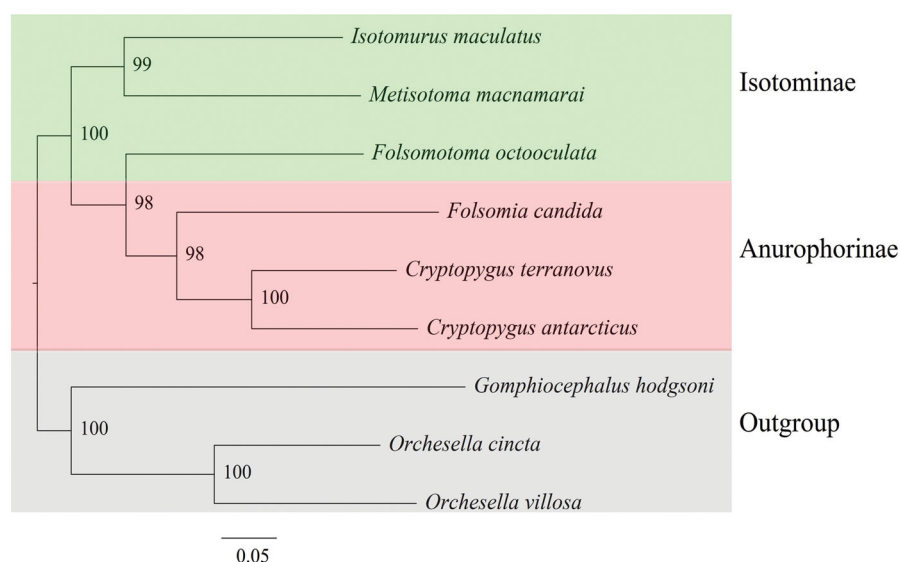 Isotomurus maculatus
99
Metisotoma macnamarai
Isotominae
100
Folsomotoma octooculata
98
Folsomia candida
98
Anurophorinae
Cryptopygus terranovus
100
Cryptopygus antarcticus
Gomphiocephalus hodgsoni
100
Outgroup
Orchesella cincta
100
Orchesella villosa
0.05